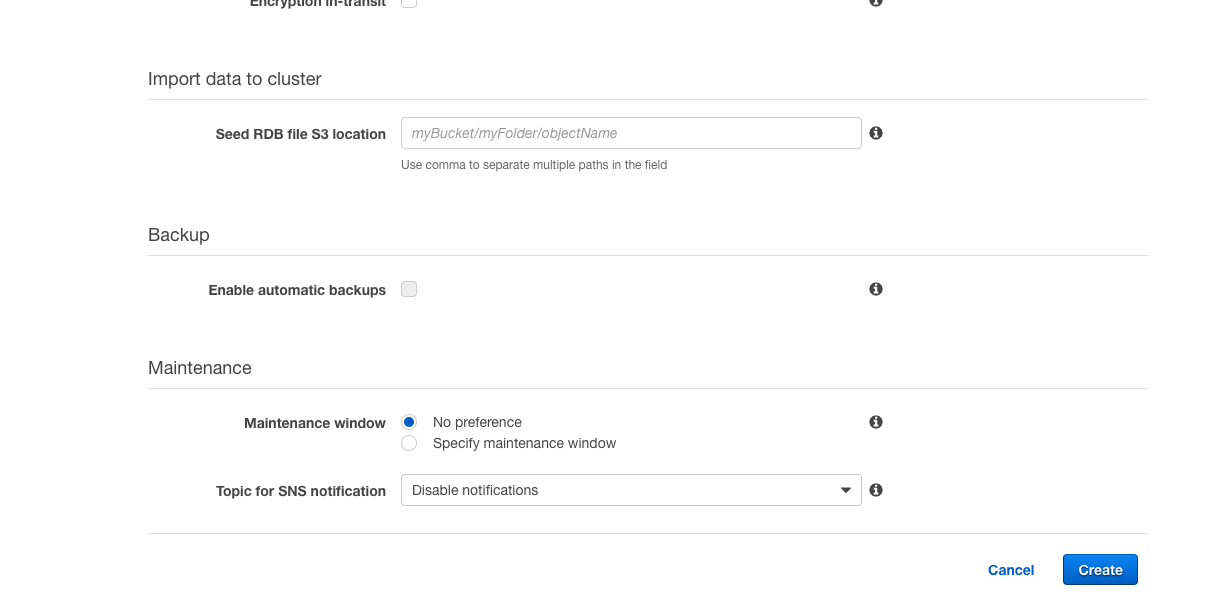 Encryption in-transit
Import data to cluster
Seed RDB file S3 location myBucket/myFolder/objectName
Use comma to separate multiple paths in the field
Backup
Enable automatic backups
Maintenance
Maintenance window No preference
Specify maintenance window
Topic for SNS notification Disable notifications
Cancel Create